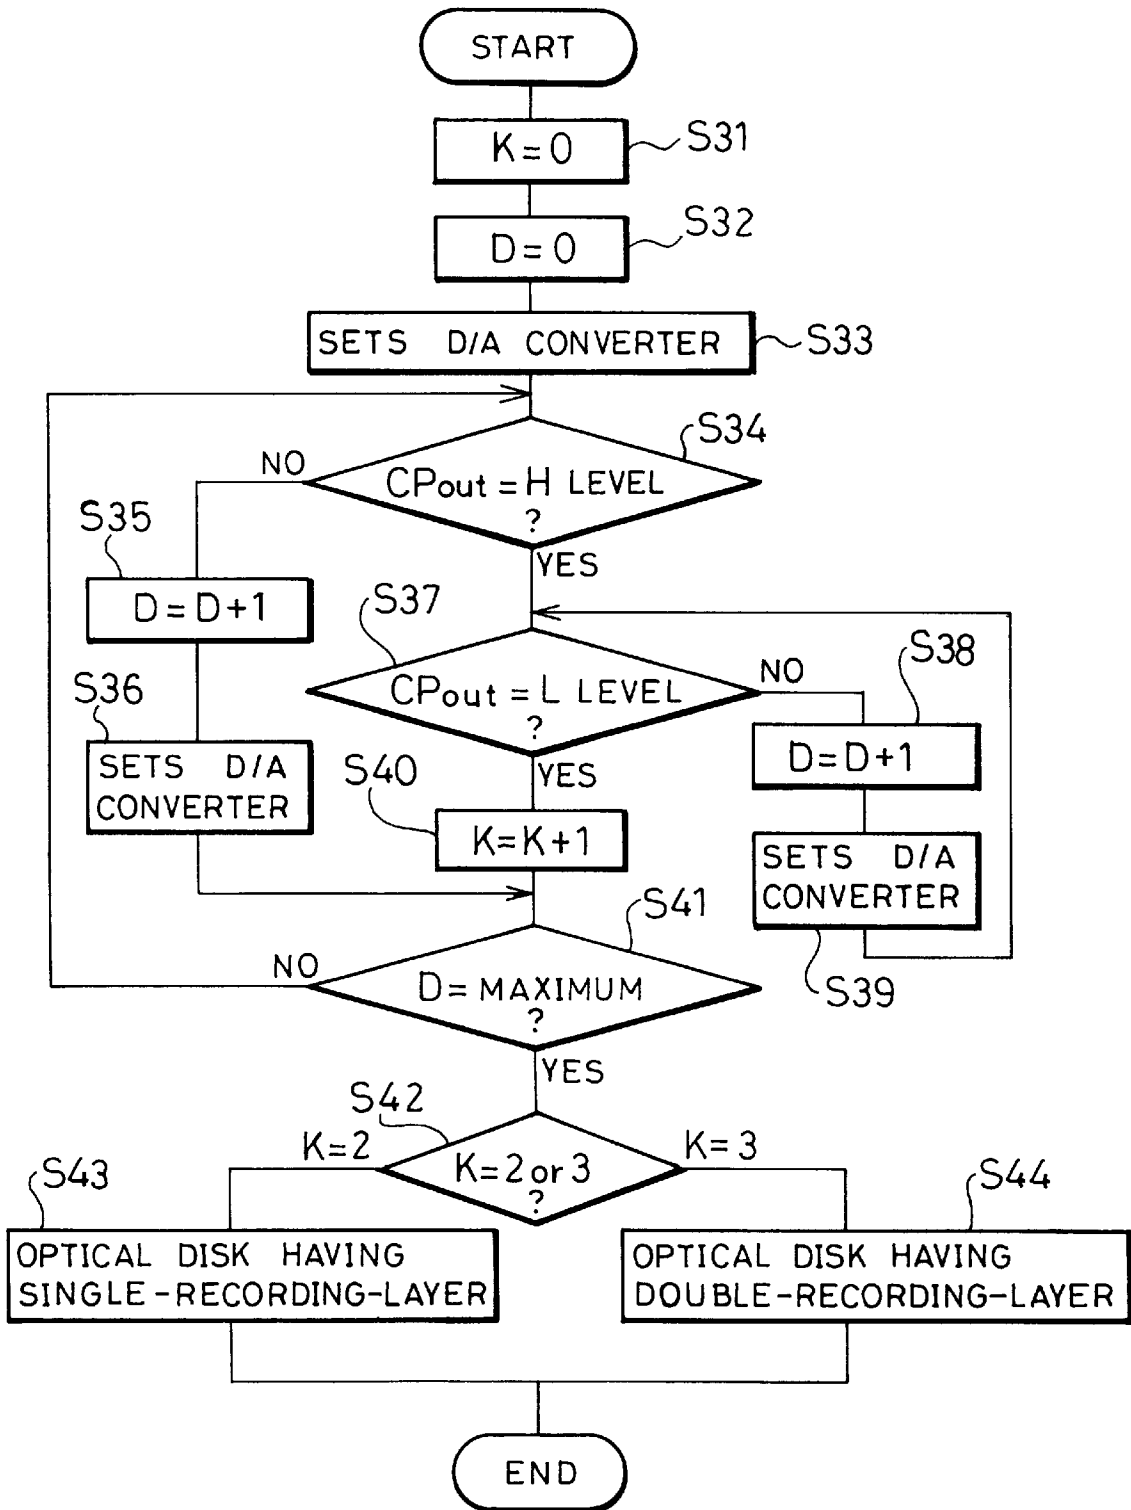 START
K=0
S31
D=0
S32
SETS D/A CONVERTER
S33
S34
NO
CPout = H LEVEL
?
YES
S35
D=D+1
S37
S38
S36
CPout = L LEVEL
?
NO
YES
SETS D/A
CONVERTER
D=D+1
S40
K=K+1
SETS D/A
CONVERTER
S39
S41
NO
D= MAXIMUM
?
YES
S42
K=2
K=2 or 3
?
K=3
S43
S44
OPTICAL DISK HAVING
SINGLE-RECORDING-LAYER
OPTICAL DISK HAVING
DOUBLE-RECORDING-LAYER
END